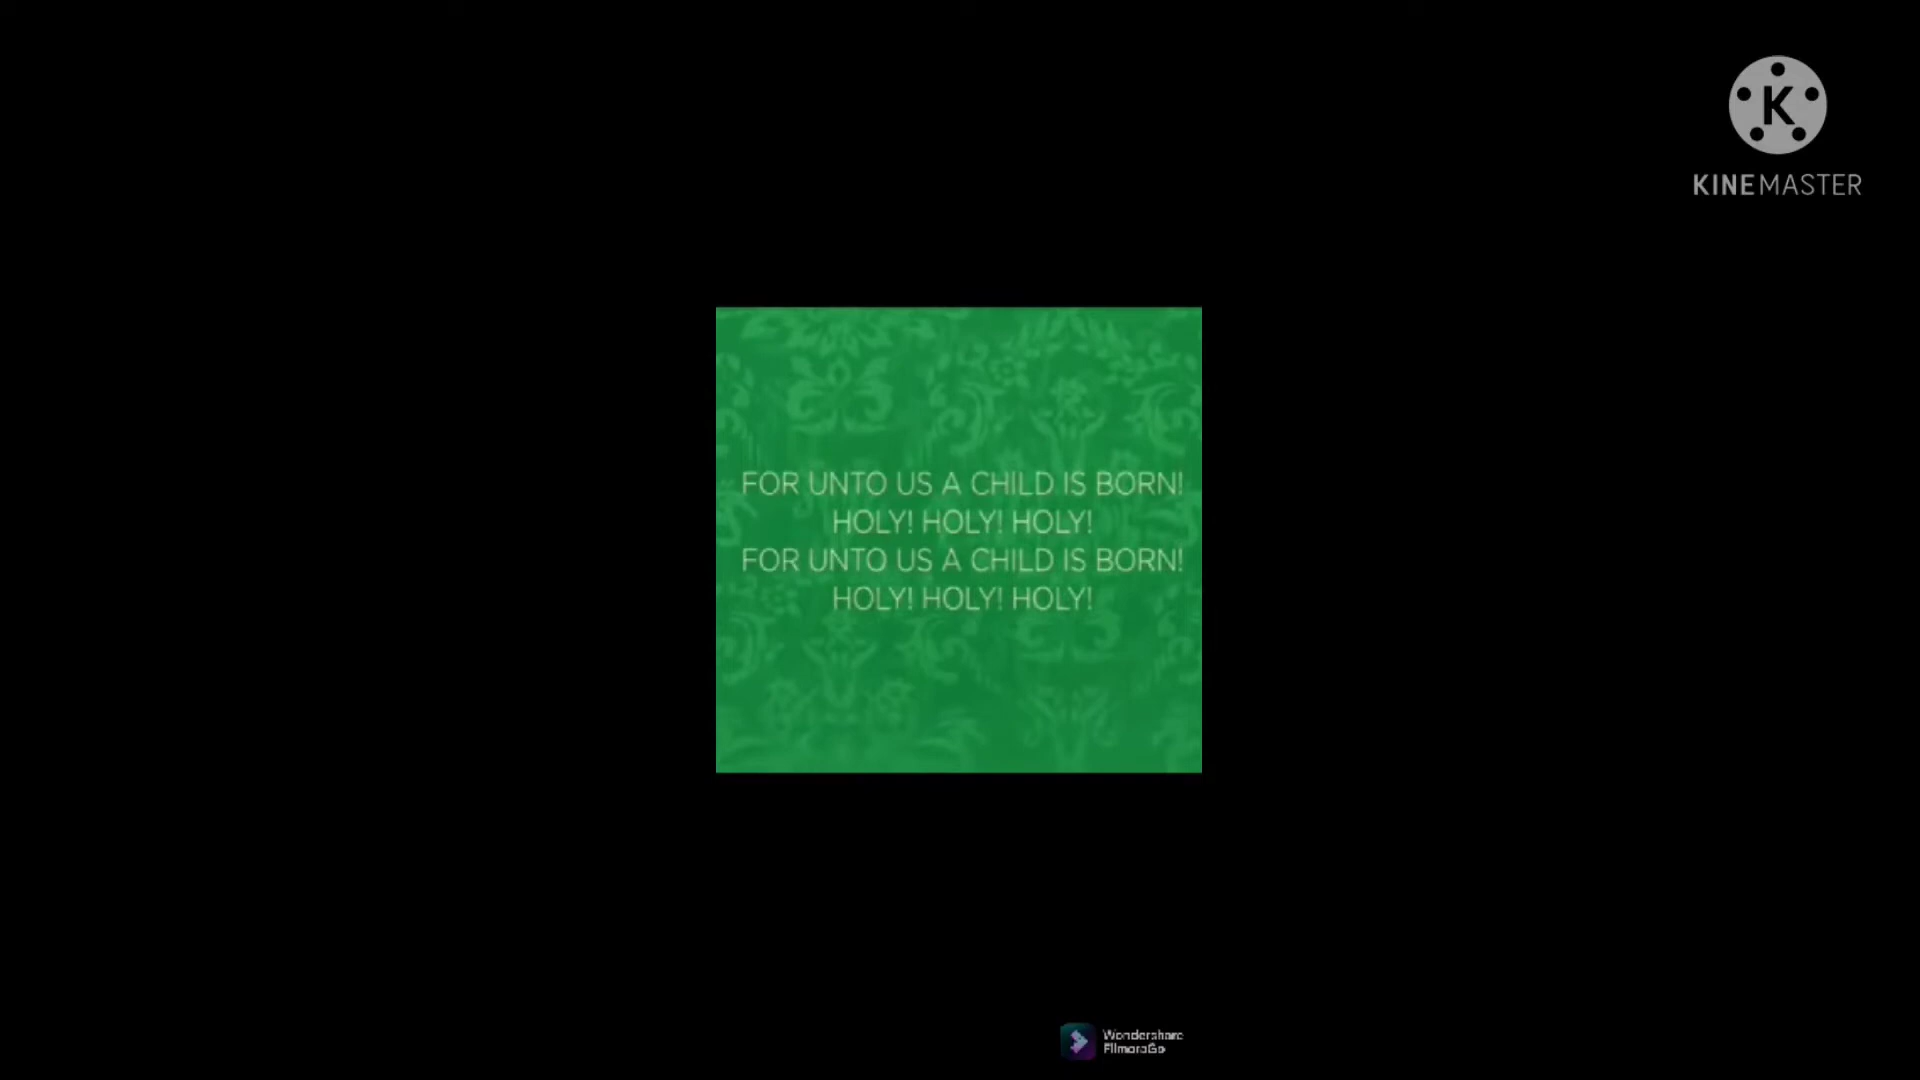 K
KINEMASTER
FOR UNTO US A CHILD IS BORN!
HOLY! HOLY! HOLY!
FOR UNTO US A CHILD IS BORN!
HOLY! HOLY! HOLY!
Wondershare
FilmoraGo